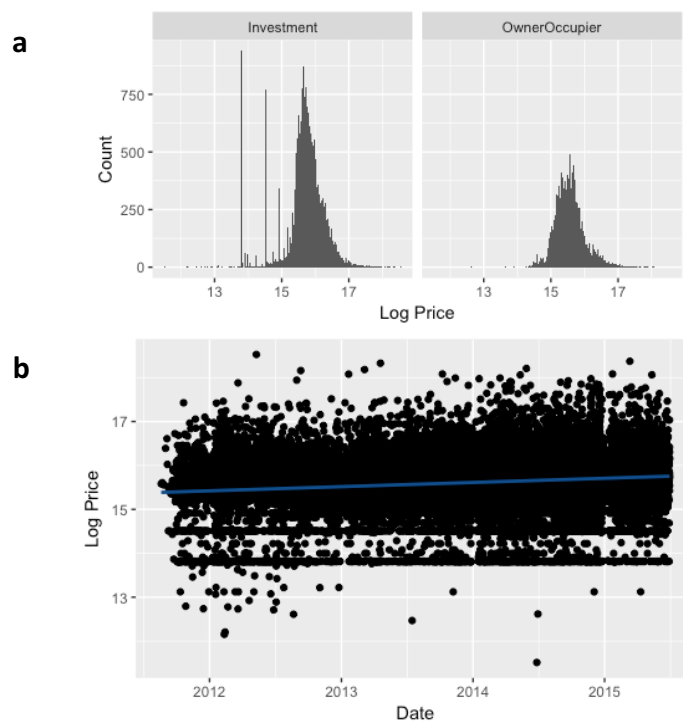 a
Investment OwnerOccupier
750
500
250
0
Count
13 15 17 13 15 17
Log Price
b
17
15
13
Log Price
2012 2013 2014 2015
Date